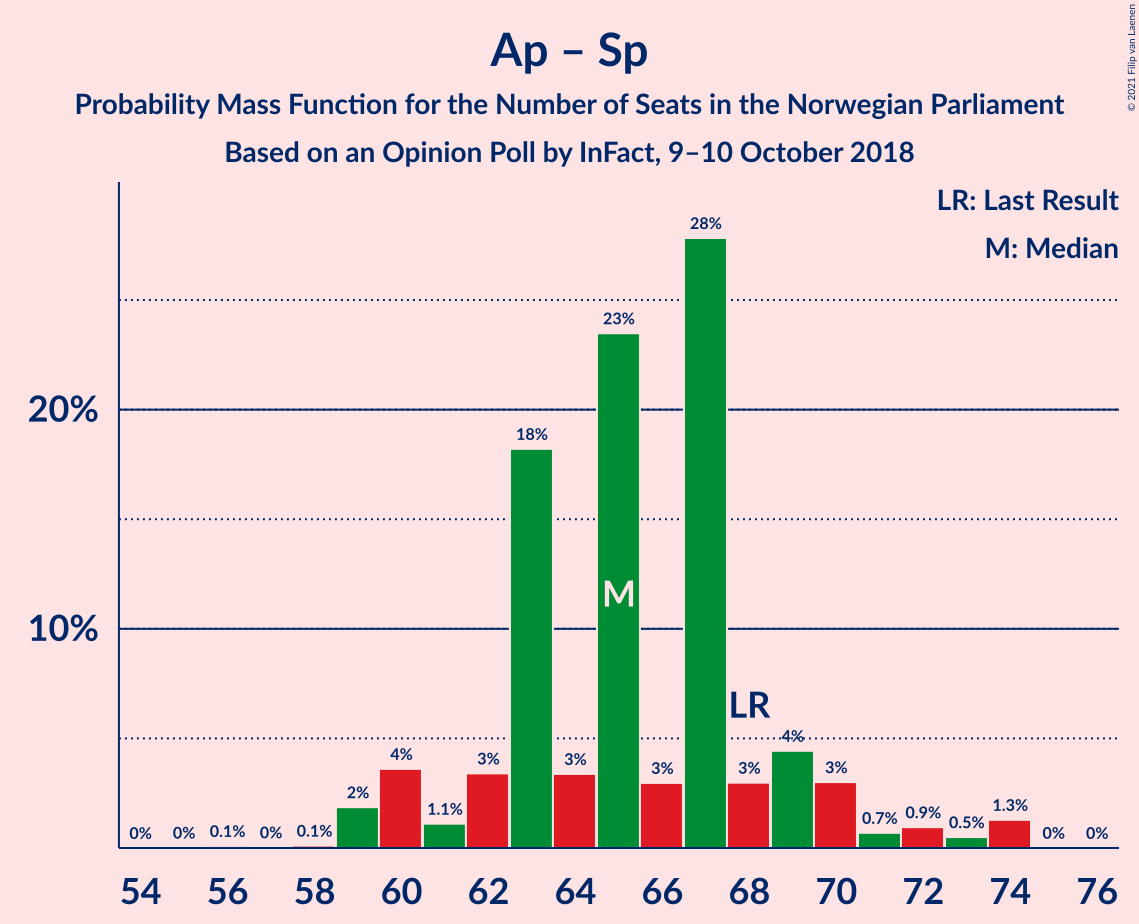 Ap – Sp
Probability Mass Function for the Number of Seats in the Norwegian Parliament
Based on an Opinion Poll by InFact, 9–10 October 2018
© 2021 Filip van Laenen
LR: Last Result
M: Median
20%
10%
0% 0% 0.1% 0% 0.1% 2% 4% 1.1% 3% 18% 3% 23% 3% 28% 3% 4% 3% 0.7% 0.9% 0.5% 1.3% 0% 0%
M
LR
54 56 58 60 62 64 66 68 70 72 74 76